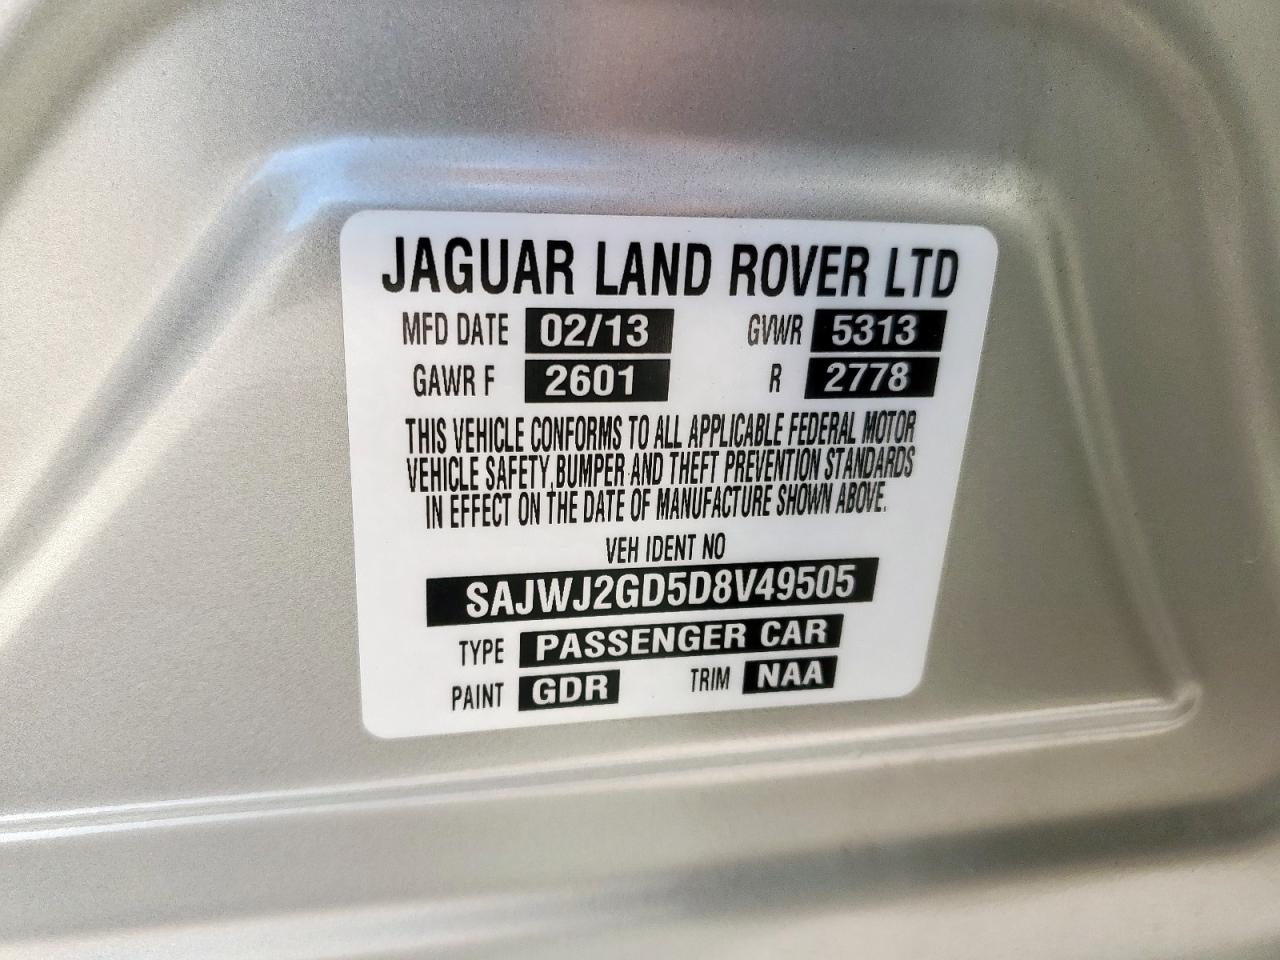 JAGUAR LAND ROVER LTD
MFD DATE 02/13 GVWR 5313
GAWR F 2601 R 2778
THIS VEHICLE CONFORMS TO ALL APPLICABLE FEDERAL MOTOR
VEHICLE SAFETY, BUMPER AND THEFT PREVENTION STANDARDS
IN EFFECT ON THE DATE OF MANUFACTURE SHOWN ABOVE.
VEH IDENT NO
SAJWJ2GD5D8V49505
TYPE PASSENGER CAR
PAINT GDR TRIM NAA